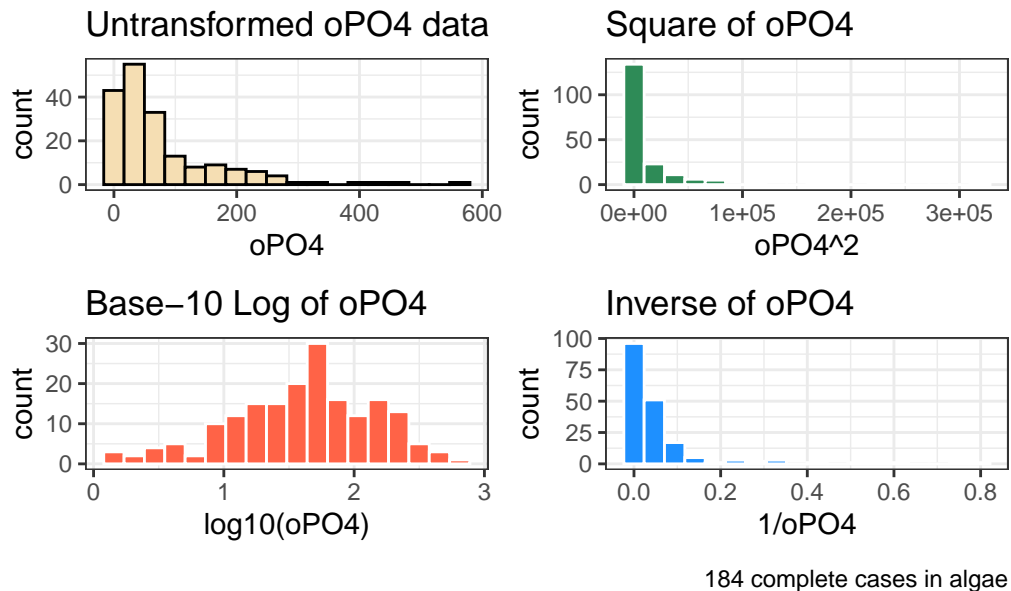 Untransformed oPO4 data
count
40
20
0
0 200 400 600
oPO4
Square of oPO4
count
100
50
0
0e+00 1e+05 2e+05 3e+05
oPO4^2
Base−10 Log of oPO4
count
30
20
10
0
0 1 2 3
log10(oPO4)
Inverse of oPO4
count
100
75
50
25
0
0.0 0.2 0.4 0.6 0.8
1/oPO4
184 complete cases in algae